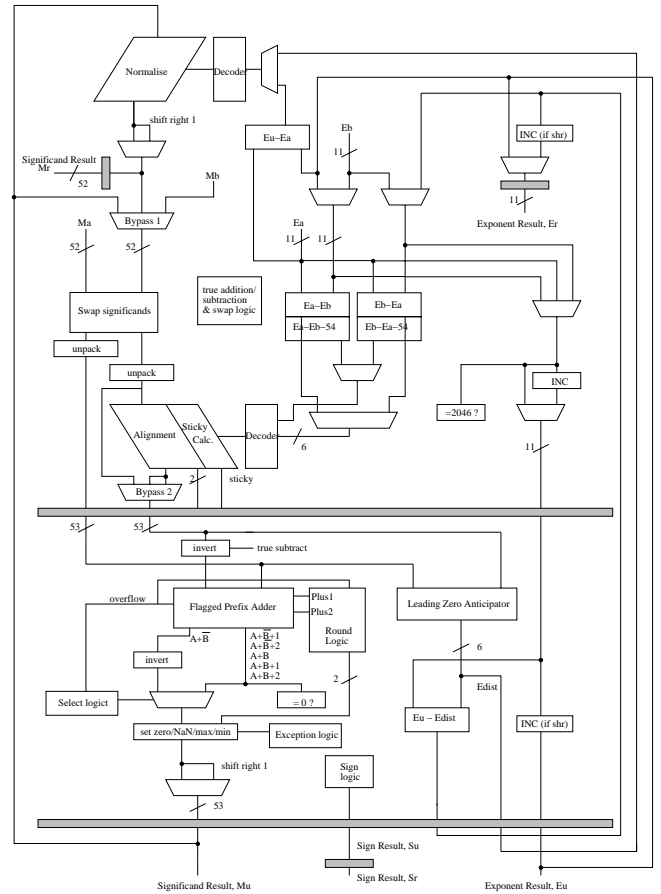 Normalise
Decoder
shift right 1
Eu−Ea
Eb
11
INC (if shr)
Significand Result
Mr
52
Mb
Bypass 1
11
Exponent Result, Er
Ma
52
52
Ea
11
11
Swap significands
true addition/
subtraction
& swap logic
Ea−Eb
Eb−Ea
Ea−Eb−54
Eb−Ea−54
unpack
unpack
INC
=2046 ?
Alignment
Sticky
Calc.
Decoder
6
11
2
sticky
Bypass 2
53
53
invert
true subtract
overflow
Flagged Prefix Adder
Plus1
Plus2
Round
Logic
Leading Zero Anticipator
A+B̅
A+B̅+1
A+B̅+2
A+B
A+B+1
A+B+2
invert
6
2
Edist
Select logict
= 0 ?
Eu − Edist
INC (if shr)
set zero/NaN/max/min
Exception logic
shift right 1
Sign
logic
53
Sign Result, Su
Sign Result, Sr
Significand Result, Mu
Exponent Result, Eu